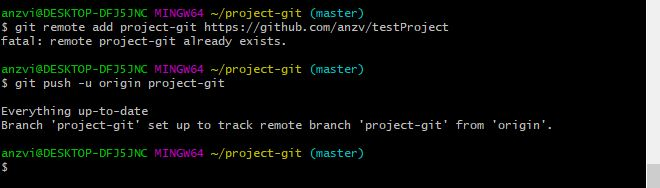 anzvi@DESKTOP-DFJ5JNC MINGW64 ~/project-git (master)
$ git remote add project-git https://github.com/anzv/testProject
fatal: remote project-git already exists.
anzvi@DESKTOP-DFJ5JNC MINGW64 ~/project-git (master)
$ git push -u origin project-git
Everything up-to-date
Branch 'project-git' set up to track remote branch 'project-git' from 'origin'.
anzvi@DESKTOP-DFJ5JNC MINGW64 ~/project-git (master)
$